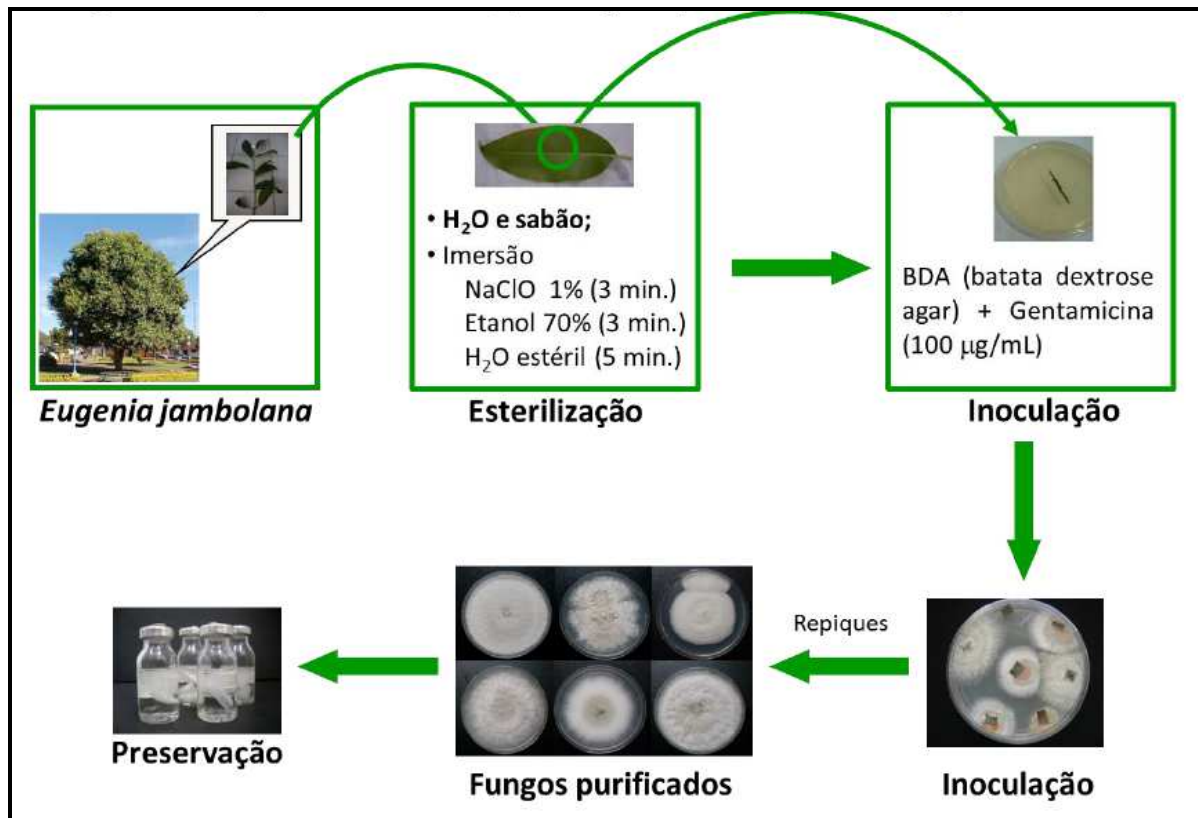 Eugenia jambolana
• H₂O e sabão;
• Imersão
NaClO 1% (3 min.)
Etanol 70% (3 min.)
H₂O estéril (5 min.)
Esterilização
BDA (batata dextrose
agar) + Gentamicina
(100 µg/mL)
Inoculação
Inoculação
Repiques
Fungos purificados
Preservação